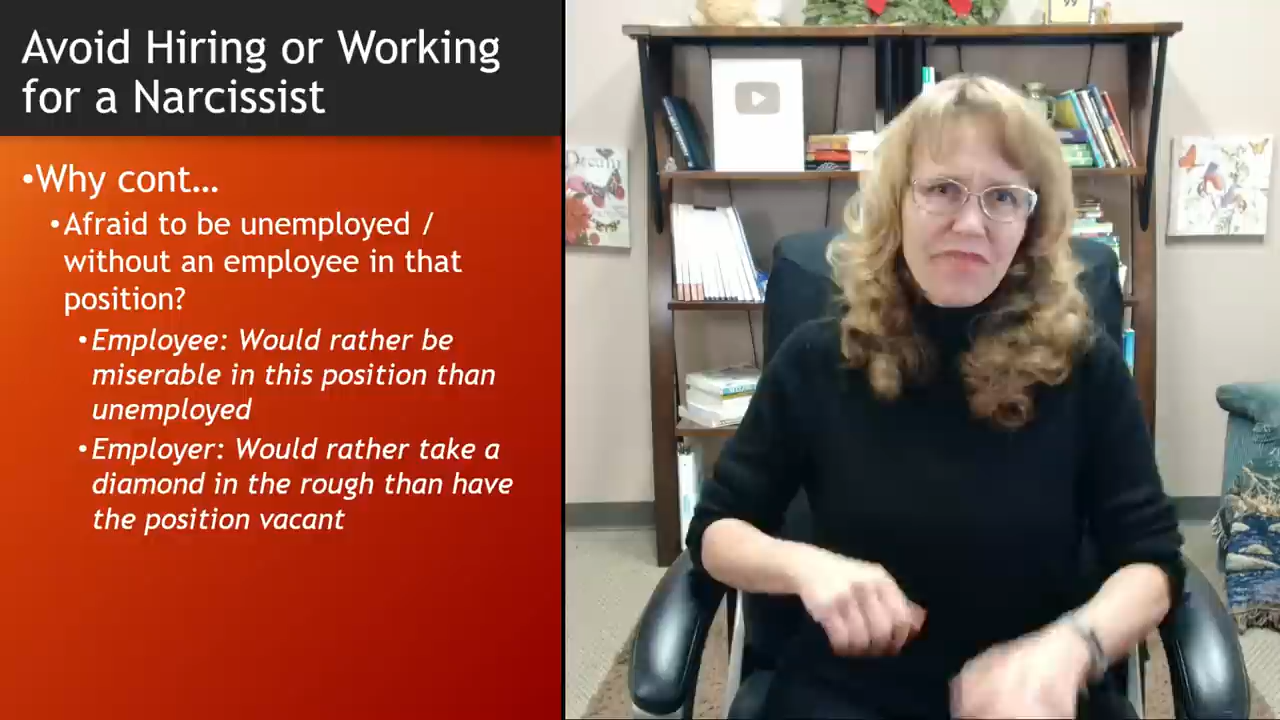 Avoid Hiring or Working
for a Narcissist
•Why cont…
•Afraid to be unemployed /
without an employee in that
position?
•Employee: Would rather be
miserable in this position than
unemployed
•Employer: Would rather take a
diamond in the rough than have
the position vacant
Dream
99